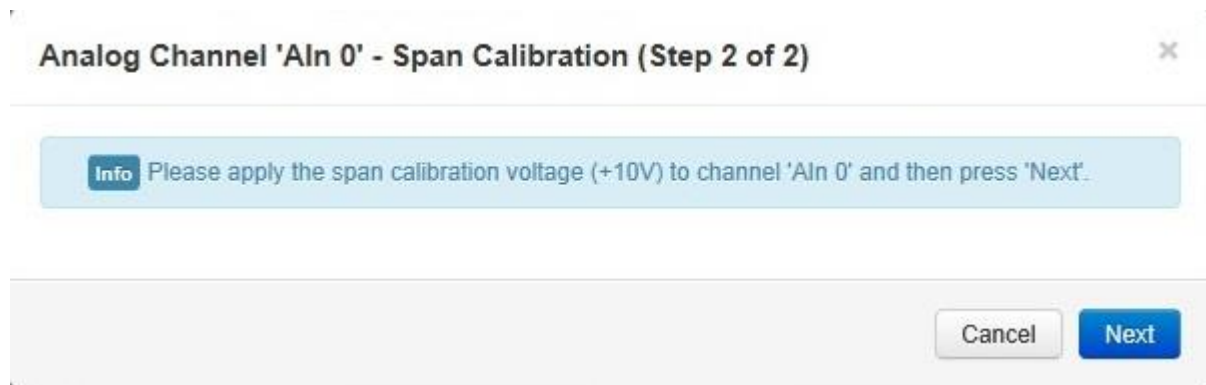 Analog Channel 'AIn 0' - Span Calibration (Step 2 of 2)
×
Info Please apply the span calibration voltage (+10V) to channel 'AIn 0' and then press 'Next'.
Cancel Next